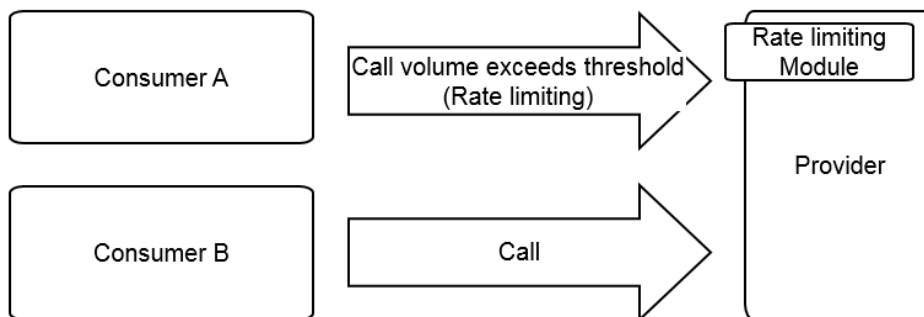 Consumer A
Call volume exceeds threshold
(Rate limiting)
Rate limiting
Module
Provider
Consumer B
Call